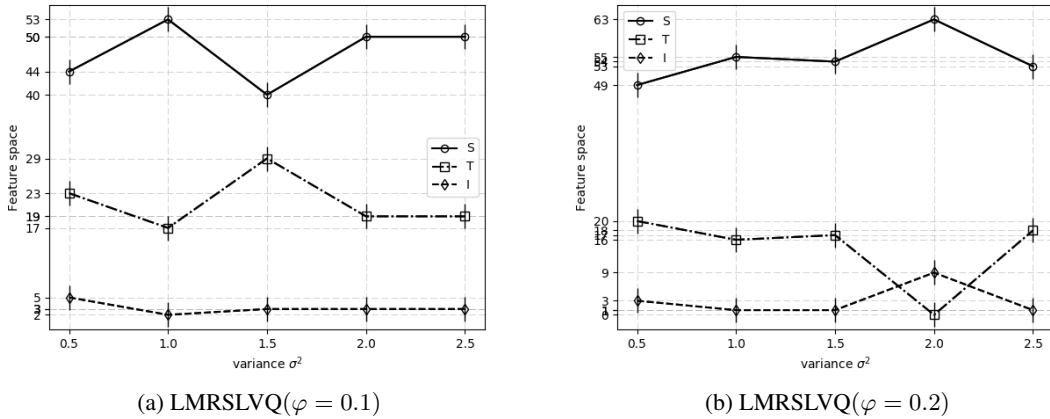 53
50
44
40
29
23
19
17
5
3
2
Feature space
S
T
I
0.5 1.0 1.5 2.0 2.5
variance σ²
(a) LMRSLVQ(φ = 0.1)
63
55
54
53
49
20
18
17
16
9
3
1
0
Feature space
S
T
I
0.5 1.0 1.5 2.0 2.5
variance σ²
(b) LMRSLVQ(φ = 0.2)